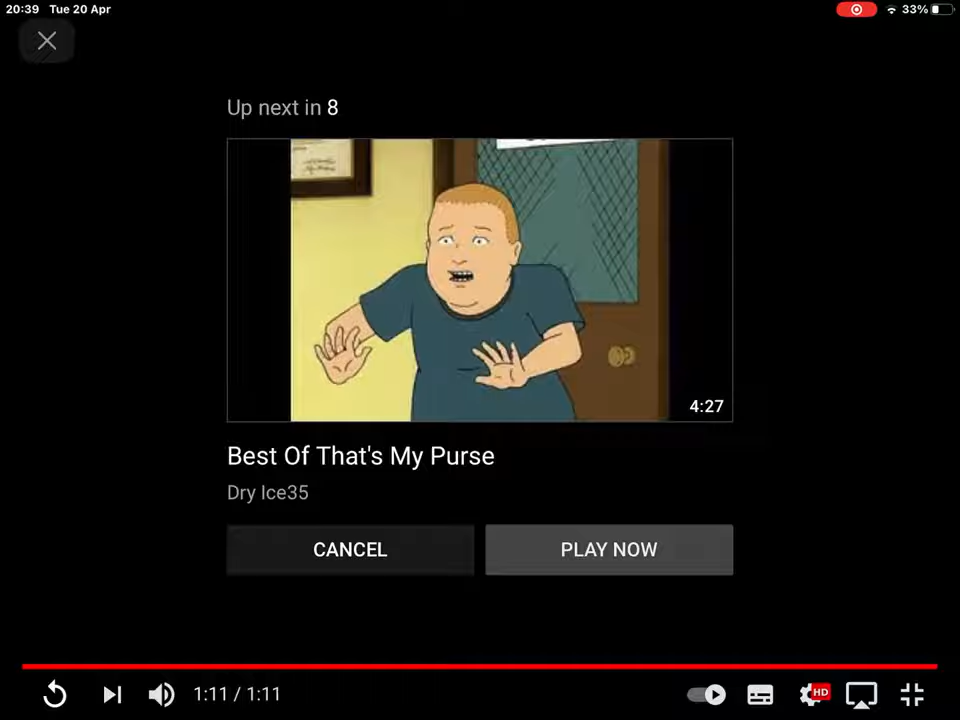 20:39 Tue 20 Apr 33%
Up next in 8
4:27
Best Of That's My Purse
Dry Ice35
CANCEL PLAY NOW
1:11 / 1:11 HD